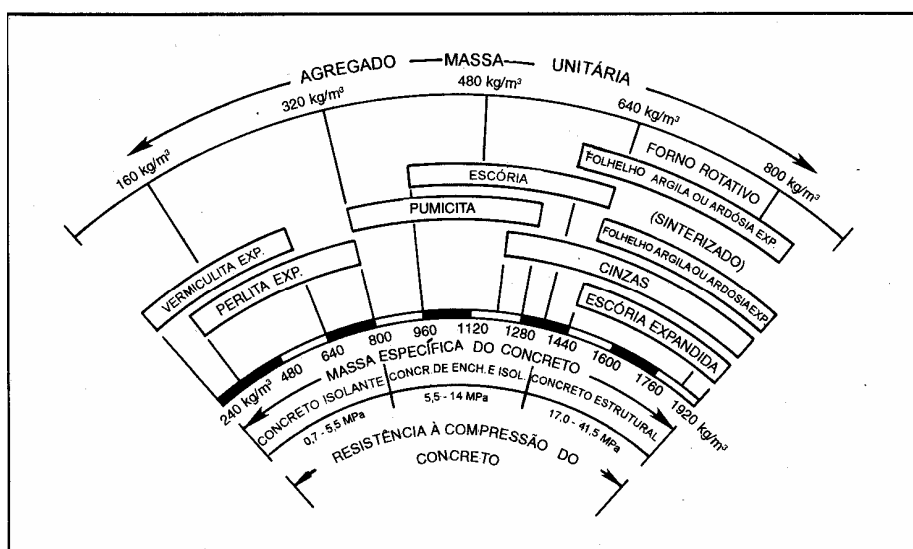 AGREGADO MASSA UNITÁRIA
160 kg/m³
320 kg/m³
480 kg/m³
640 kg/m³
800 kg/m³
FORNO ROTATIVO
FOLHELHO ARGILA OU ARDÓSIA EXP.
ESCÓRIA
(SINTERIZADO)
PUMICITA
FOLHELHO ARGILA OU ARDÓSIA EXP.
CINZAS
VERMICULITA EXP.
PERLITA EXP.
ESCÓRIA EXPANDIDA
240 kg/m³ 480 640 800 960 1120 1280 1440 1600 1760 1920 kg/m³
MASSA ESPECÍFICA DO CONCRETO
CONCRETO ISOLANTE
CONCR. DE ENCH. E ISOL.
CONCRETO ESTRUTURAL
0,7 - 5,5 MPa
5,5 - 14 MPa
17,0 - 41,5 MPa
RESISTÊNCIA À COMPRESSÃO DO
CONCRETO